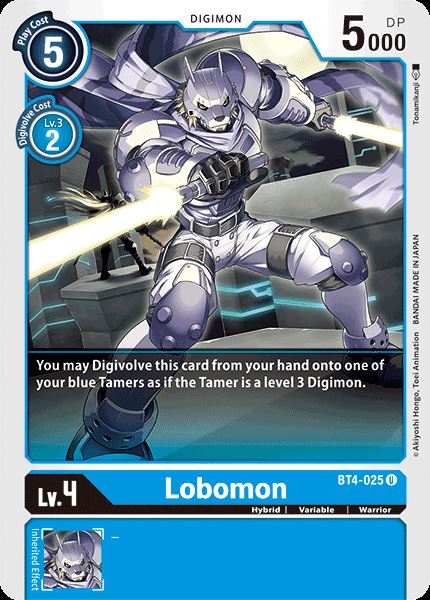 DIGIMON
Play Cost
5
DP
5000
Digivolve Cost
Lv.3
2
Tonamikanji
You may Digivolve this card from your hand onto one of
your blue Tamers as if the Tamer is a level 3 Digimon.
© Akiyoshi Hongo, Toei Animation BANDAI MADE IN JAPAN
Lv.4
Lobomon
BT4-025 U
Hybrid | Variable | Warrior
Inherited Effect
–